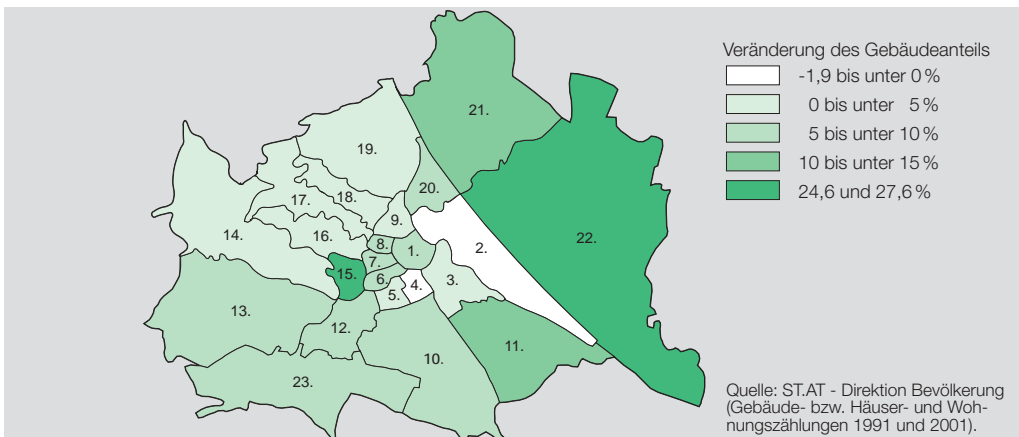 Veränderung des Gebäudeanteils
-1,9 bis unter 0 %
0 bis unter 5 %
5 bis unter 10 %
10 bis unter 15 %
24,6 und 27,6 %
21.
19.
20.
18.
17.
9.
16.
14.
8.
1.
2.
22.
7.
15.
6.
4.
3.
5.
13.
12.
11.
10.
23.
Quelle: ST.AT - Direktion Bevölkerung
(Gebäude- bzw. Häuser- und Woh-
nungszählungen 1991 und 2001).